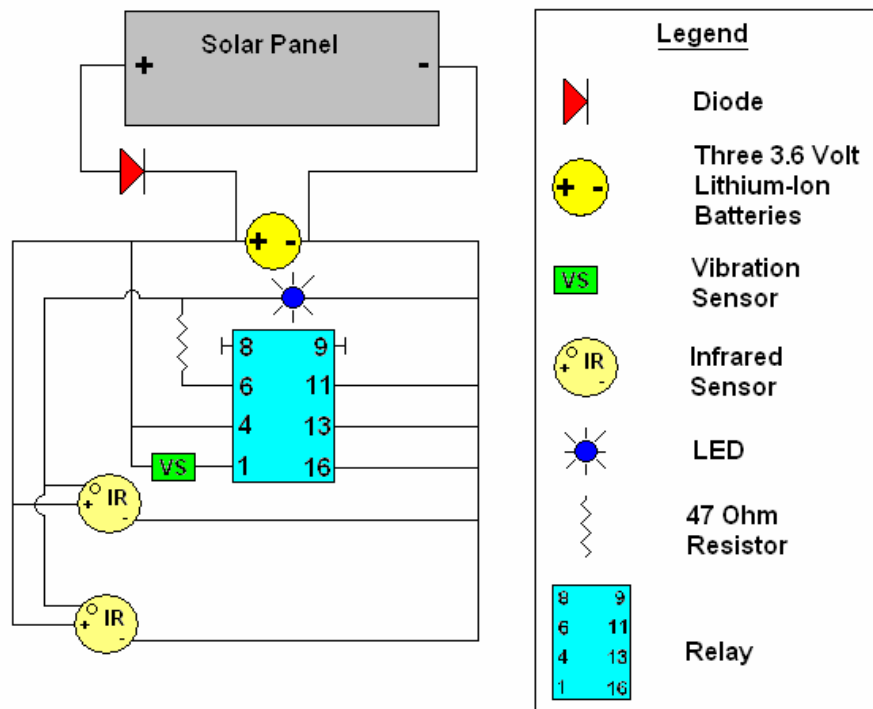 Solar Panel
+ -
+ -
8 9
6 11
4 13
VS 1 16
IR
+ -
IR
+ -
Legend
Diode
+ -
Three 3.6 Volt
Lithium-Ion
Batteries
VS
Vibration
Sensor
IR
+ -
Infrared
Sensor
LED
47 Ohm
Resistor
8 9
6 11
4 13
1 16
Relay